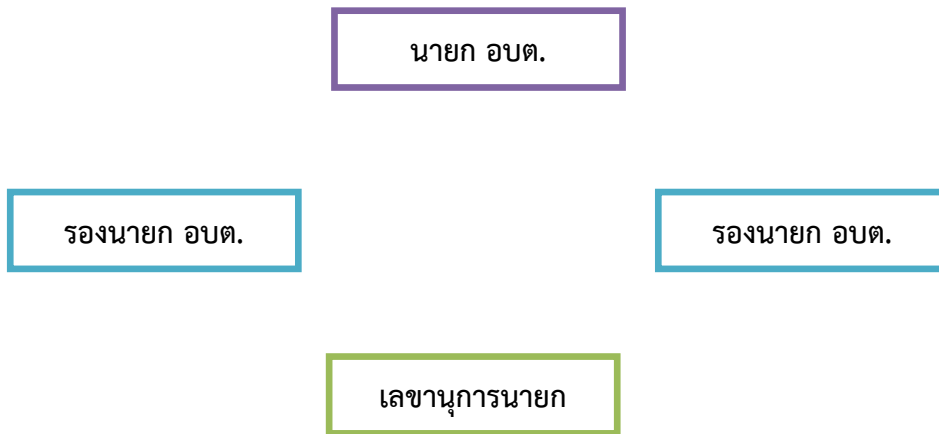 นายก อบต.
รองนายก อบต.
รองนายก อบต.
เลขานุการนายก